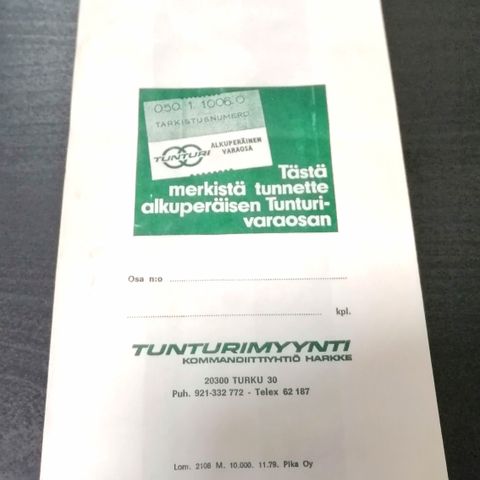 050.1.1006.0
TARKISTUSNUMERO
ALKUPERÄINEN
VARAOSA
TUNTURI
Tästä
merkistä tunnette
alkuperäisen Tunturi-
varaosan
Osa n:o
kpl.
TUNTURIMYYNTI
KOMMANDIITTYHTIÖ HARKKE
20300 TURKU 30
Puh. 921-332 772 - Telex 62 187
Lom. 2108 M. 10.000. 11.79. Pika Oy